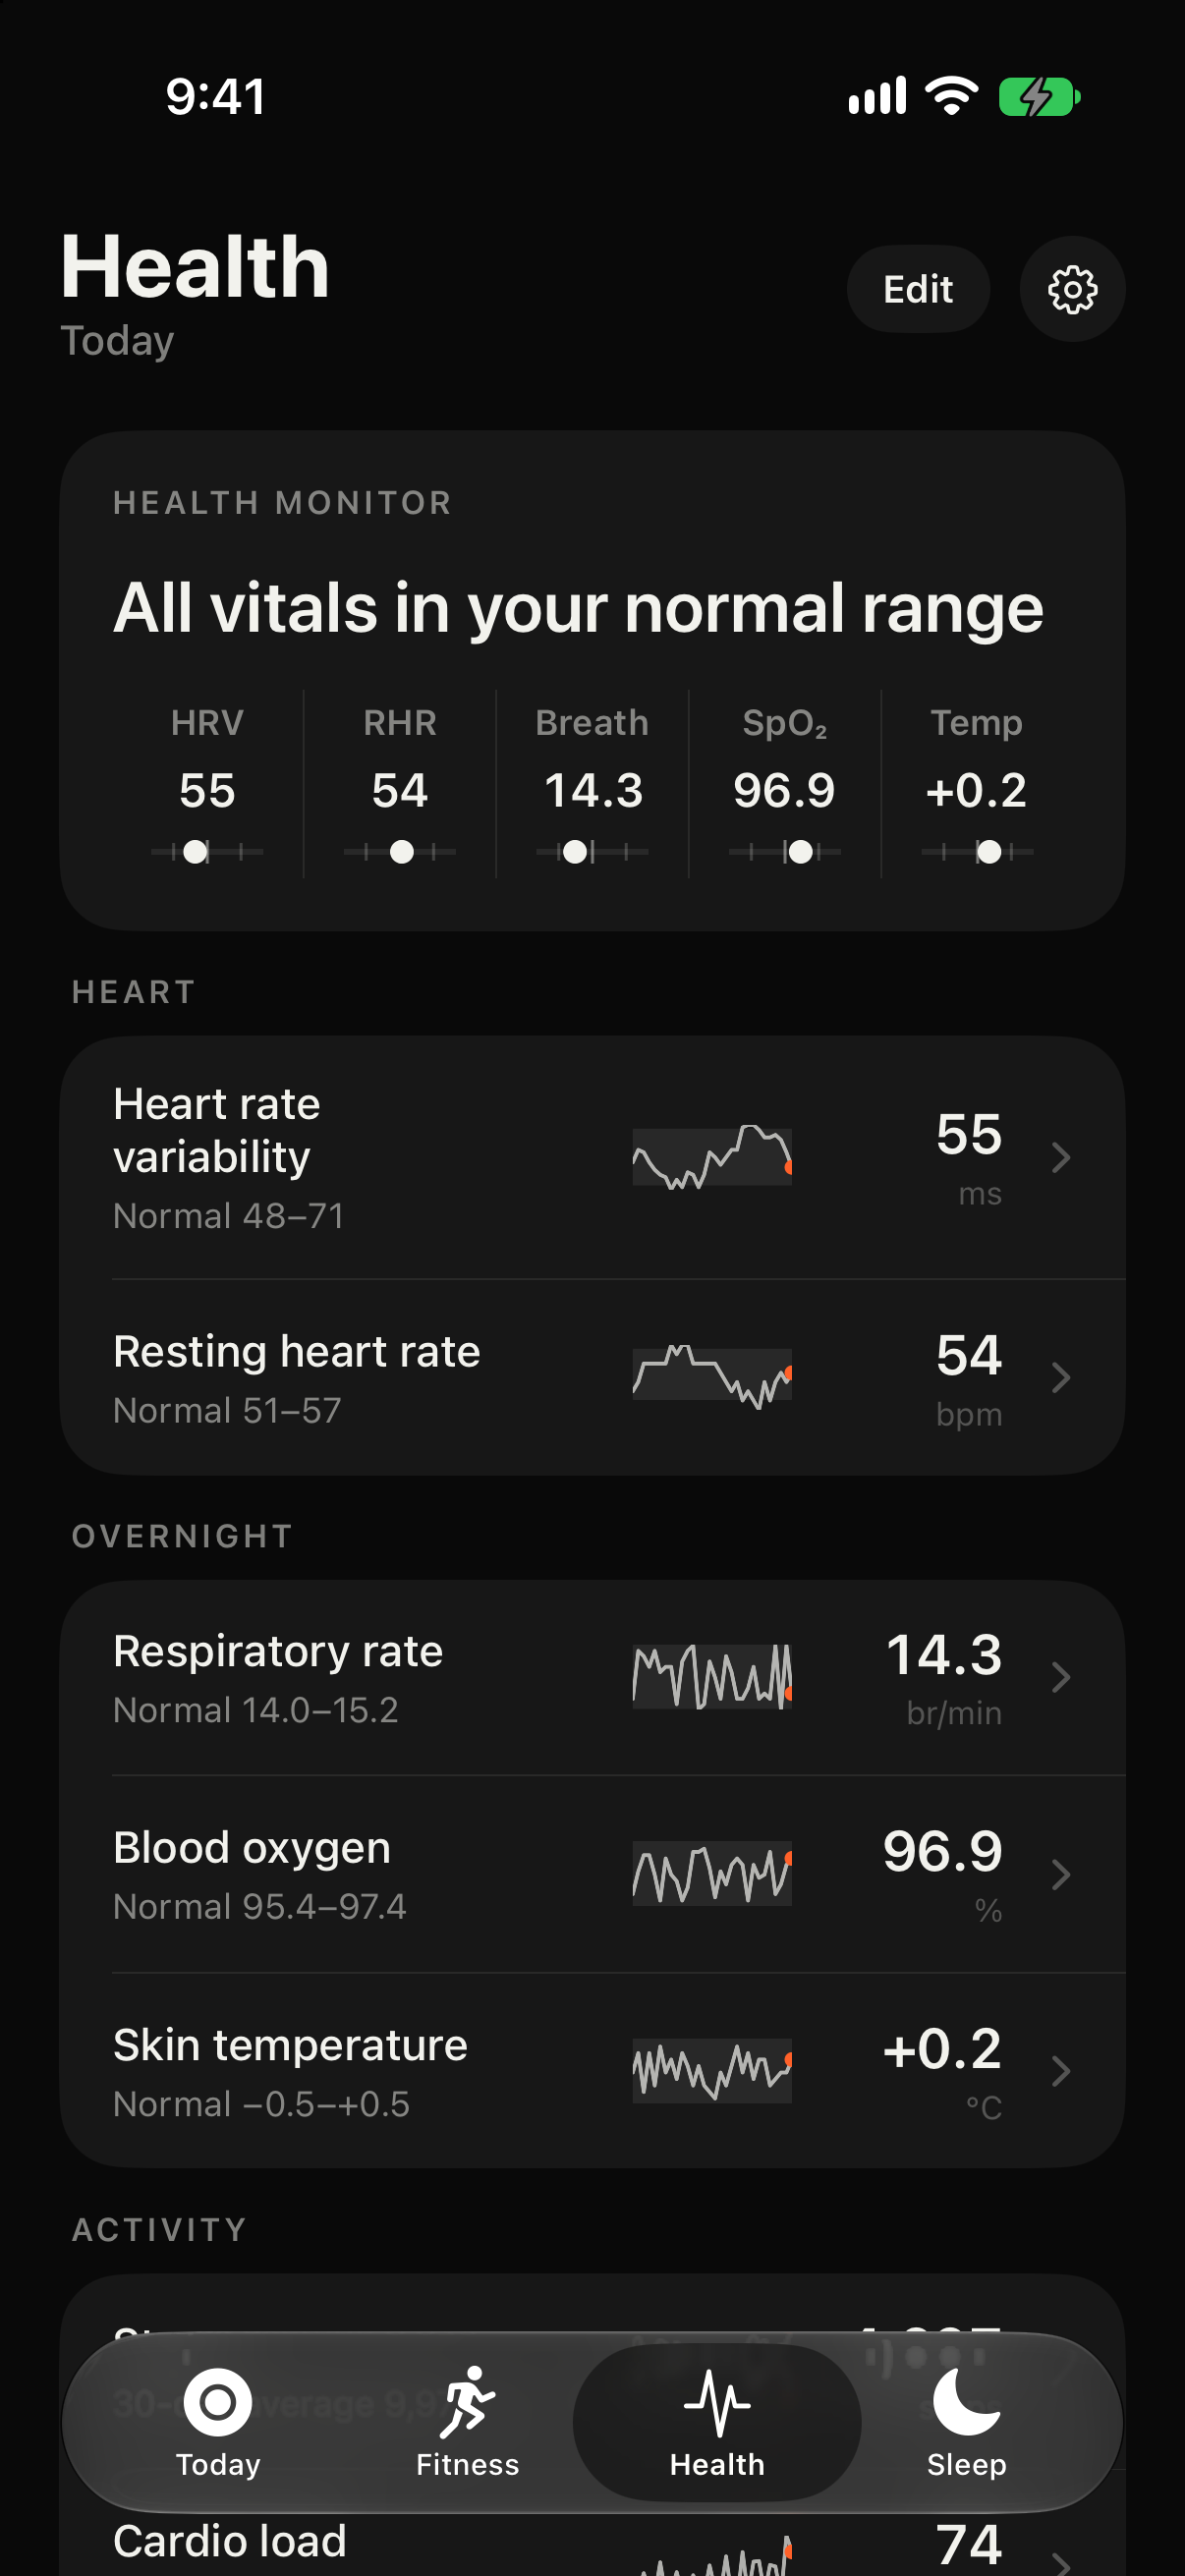 9:41
Health
Edit
Today
HEALTH MONITOR
All vitals in your normal range
HRV RHR Breath SpO₂ Temp
55 54 14.3 96.9 +0.2
HEART
Heart rate
variability
Normal 48–71
55
ms
Resting heart rate
Normal 51–57
54
bpm
OVERNIGHT
Respiratory rate
Normal 14.0–15.2
14.3
br/min
Blood oxygen
Normal 95.4–97.4
96.9
%
Skin temperature
Normal −0.5–+0.5
+0.2
°C
ACTIVITY
Today Fitness Health Sleep
Cardio load
74